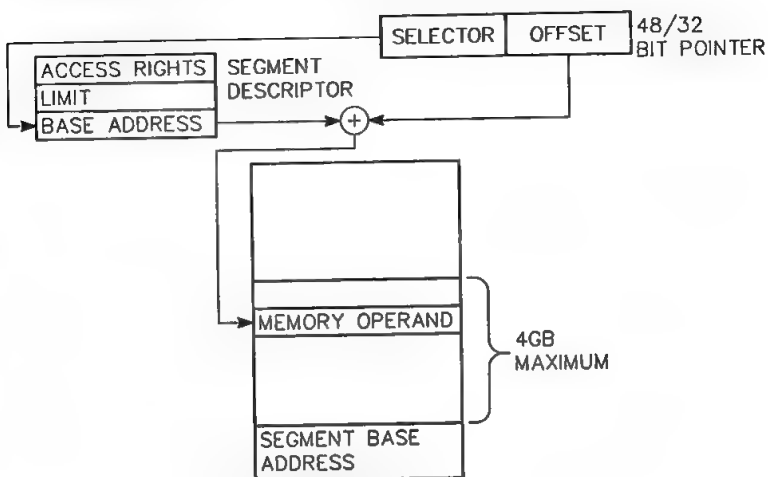 SELECTOR
OFFSET
48/32
BIT POINTER
ACCESS RIGHTS
LIMIT
BASE ADDRESS
SEGMENT
DESCRIPTOR
+
MEMORY OPERAND
4GB
MAXIMUM
SEGMENT BASE
ADDRESS